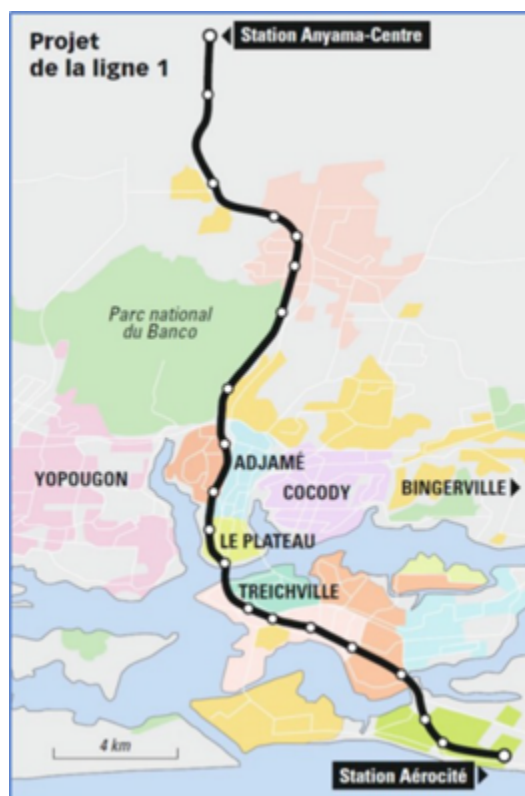 Projet
de la ligne 1
Station Anyama-Centre
Parc national
du Banco
YOPOUGON
ADJAMÉ
COCODY
BINGERVILLE
LE PLATEAU
TREICHVILLE
4 km
Station Aérocité